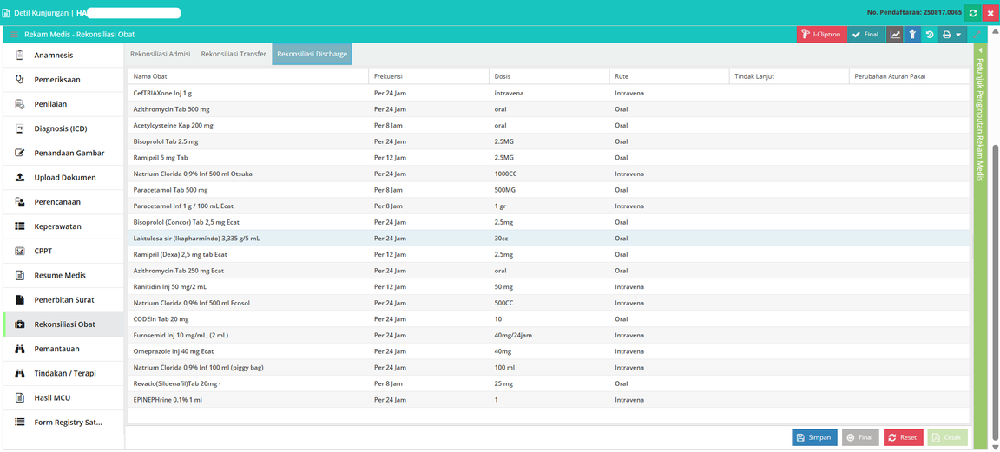 Detil Kunjungan | HA
No. Pendaftaran: 250817.0065
Rekam Medis - Rekonsiliasi Obat
I-Cliptron
Final
Anamnesis
Pemeriksaan
Penilaian
Diagnosis (ICD)
Penandaan Gambar
Upload Dokumen
Perencanaan
Keperawatan
CPPT
Resume Medis
Penerbitan Surat
Rekonsiliasi Obat
Pemantauan
Tindakan / Terapi
Hasil MCU
Form Registry Sat...
Rekonsiliasi Admisi Rekonsiliasi Transfer Rekonsiliasi Discharge
Nama Obat Frekuensi Dosis Rute Tindak Lanjut Perubahan Aturan Pakai
CefTRIAXone Inj 1 g Per 24 Jam intravena Intravena
Azithromycin Tab 500 mg Per 24 Jam oral Oral
Acetylcysteine Kap 200 mg Per 8 Jam oral Oral
Bisoprolol Tab 2.5 mg Per 24 Jam 2.5MG Oral
Ramipril 5 mg Tab Per 12 Jam 2.5MG Oral
Natrium Clorida 0,9% Inf 500 ml Otsuka Per 24 Jam 1000CC Intravena
Paracetamol Tab 500 mg Per 8 Jam 500MG Oral
Paracetamol Inf 1 g / 100 mL Ecat Per 8 Jam 1 gr Intravena
Bisoprolol (Concor) Tab 2,5 mg Ecat Per 24 Jam 2.5mg Oral
Laktulosa sir (Ikapharmindo) 3,335 g/5 mL Per 24 Jam 30cc Oral
Ramipril (Dexa) 2,5 mg tab Ecat Per 12 Jam 2.5mg Oral
Azithromycin Tab 250 mg Ecat Per 24 Jam oral Oral
Ranitidin Inj 50 mg/2 mL Per 12 Jam 50 mg Intravena
Natrium Clorida 0,9% Inf 500 ml Ecosol Per 24 Jam 500CC Intravena
CODEin Tab 20 mg Per 24 Jam 10 Oral
Furosemid Inj 10 mg/mL, (2 mL) Per 24 Jam 40mg/24jam Intravena
Omeprazole Inj 40 mg Ecat Per 24 Jam 40mg Intravena
Natrium Clorida 0,9% Inf 100 ml (piggy bag) Per 24 Jam 100 ml Intravena
Revatio(Sildenafil)Tab 20mg - Per 8 Jam 25 mg Oral
EPINEPHrine 0.1% 1 ml Per 24 Jam 1 Intravena
Petunjuk Penginputan Rekam Medis
Simpan Final Reset Cetak